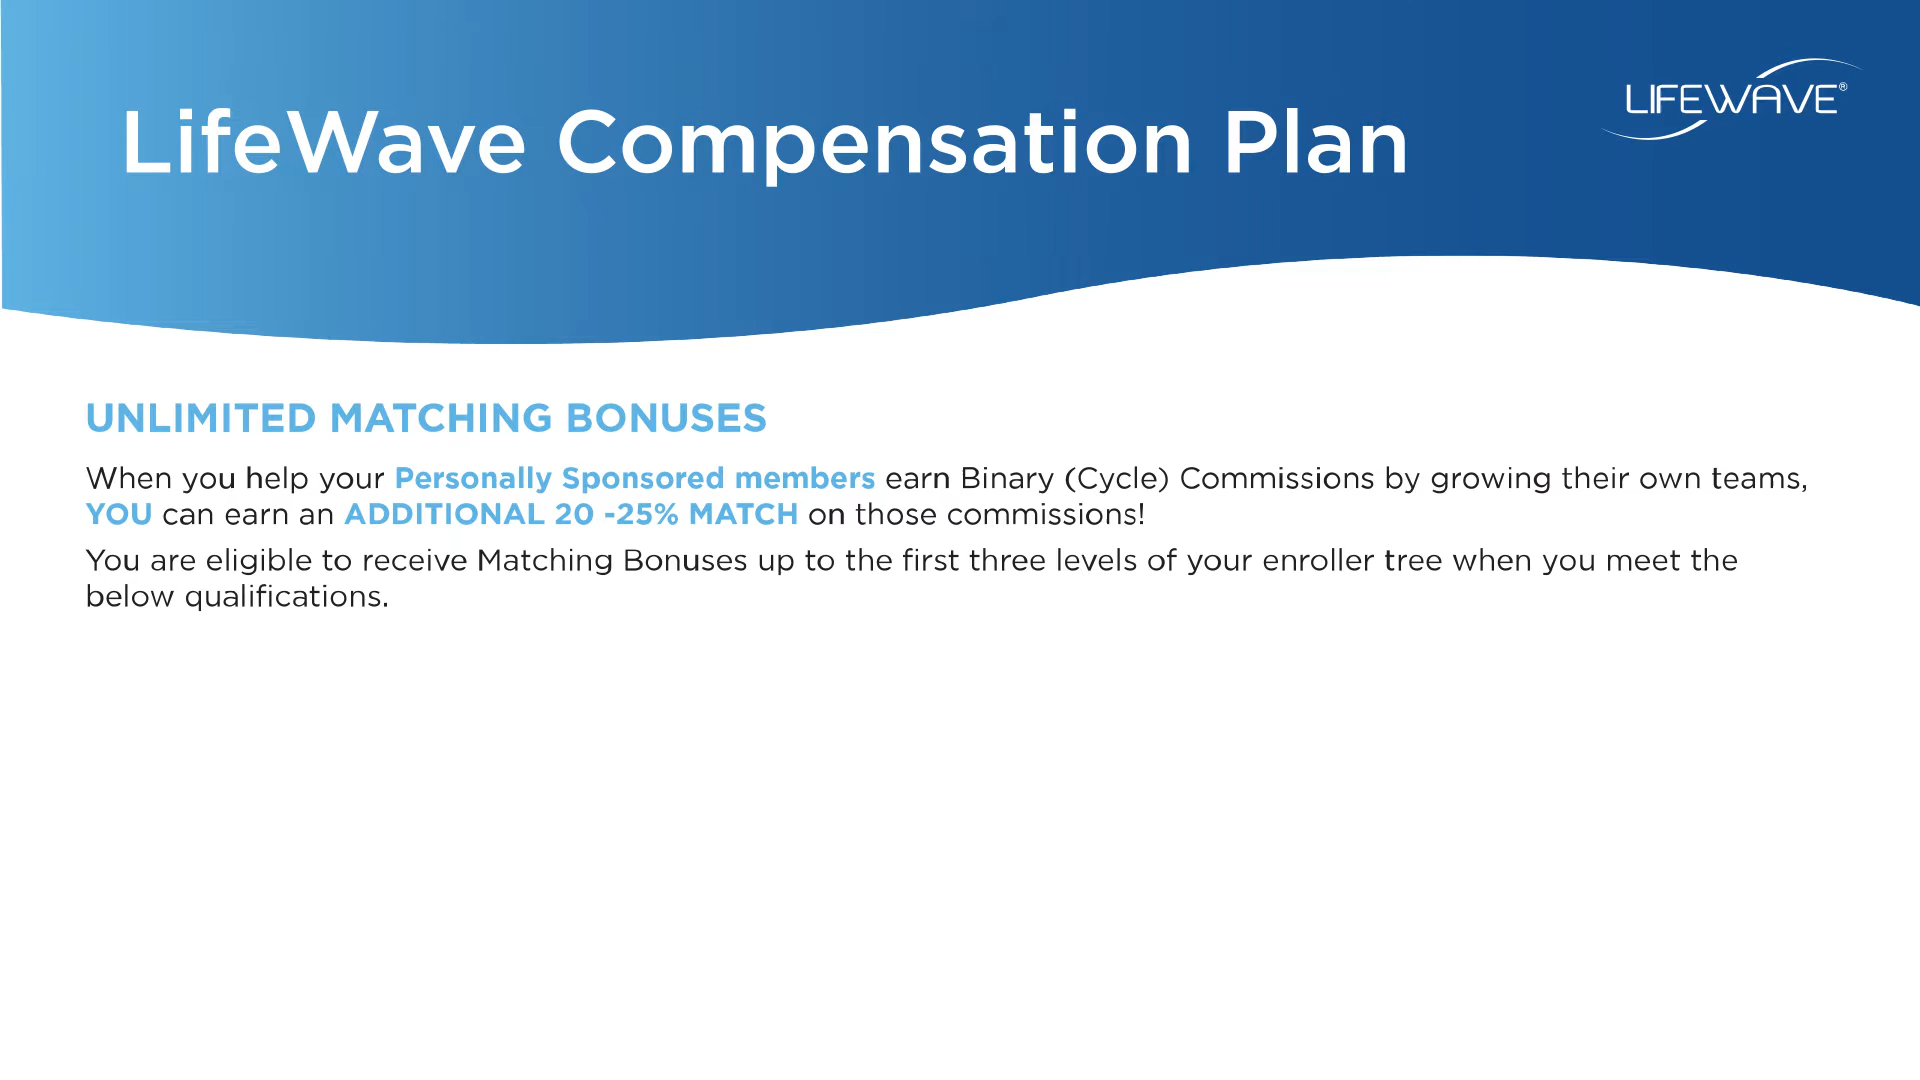 LifeWave Compensation Plan
LIFEWAVE®
UNLIMITED MATCHING BONUSES
When you help your Personally Sponsored members earn Binary (Cycle) Commissions by growing their own teams,
YOU can earn an ADDITIONAL 20 -25% MATCH on those commissions!
You are eligible to receive Matching Bonuses up to the first three levels of your enroller tree when you meet the
below qualifications.